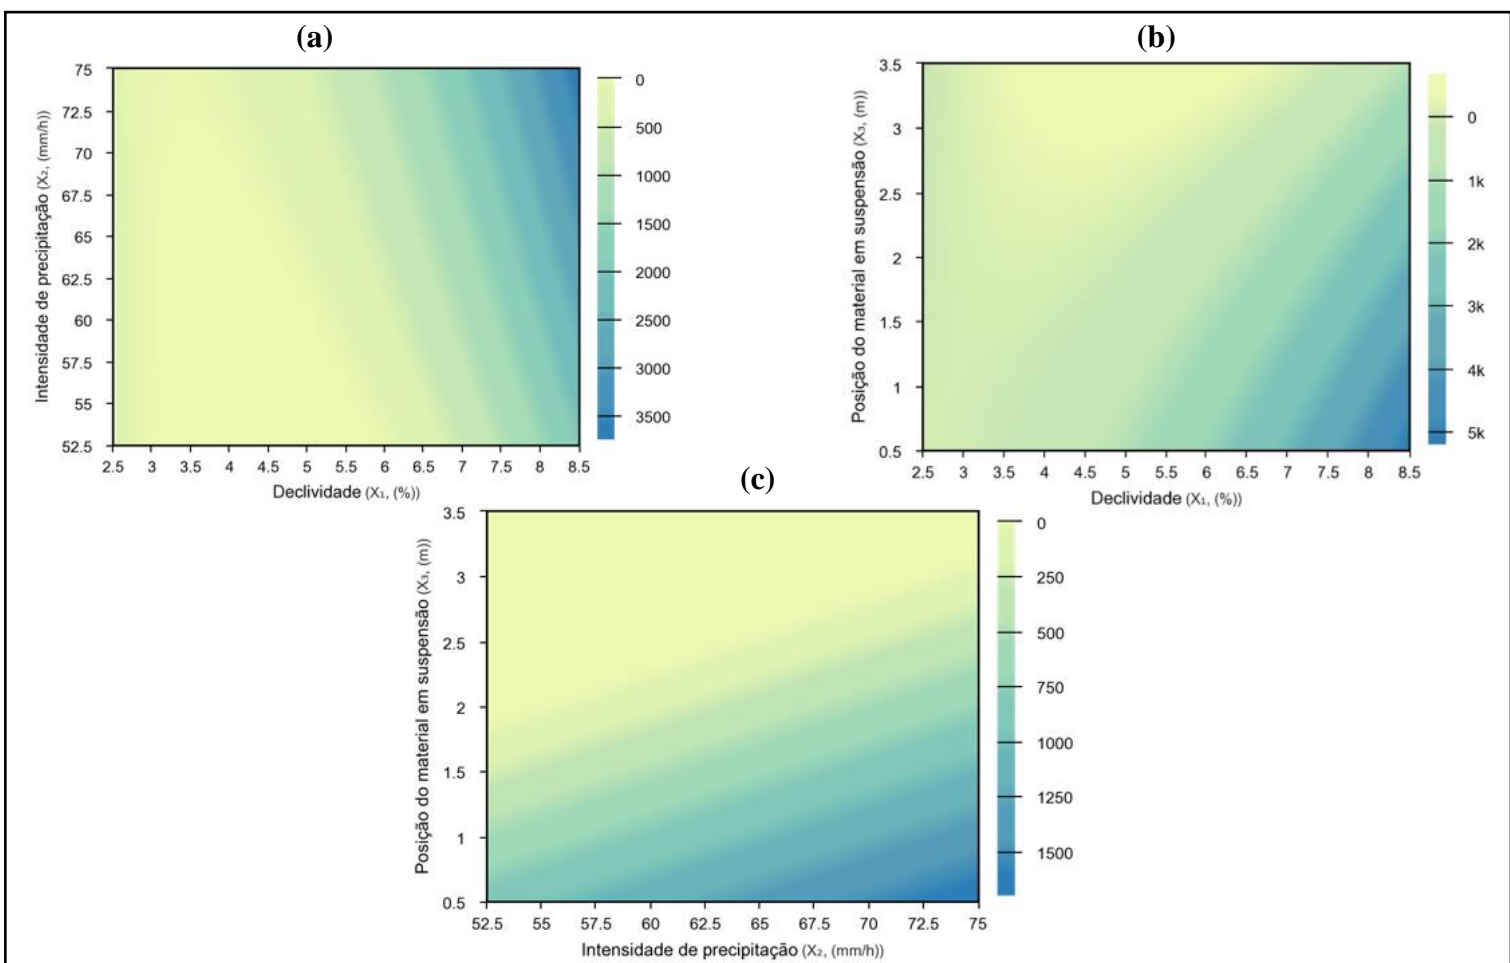 (a)
Intensidade de precipitação (X₂, (mm/h))
75
72.5
70
67.5
65
62.5
60
57.5
55
52.5
2.5 3 3.5 4 4.5 5 5.5 6 6.5 7 7.5 8 8.5
Declividade (X₁, (%))
0
500
1000
1500
2000
2500
3000
3500
(b)
Posição do material em suspensão (X₃, (m))
3.5
3
2.5
2
1.5
1
0.5
2.5 3 3.5 4 4.5 5 5.5 6 6.5 7 7.5 8 8.5
Declividade (X₁, (%))
0
1k
2k
3k
4k
5k
(c)
Posição do material em suspensão (X₃, (m))
3.5
3
2.5
2
1.5
1
0.5
52.5 55 57.5 60 62.5 65 67.5 70 72.5 75
Intensidade de precipitação (X₂, (mm/h))
0
250
500
750
1000
1250
1500